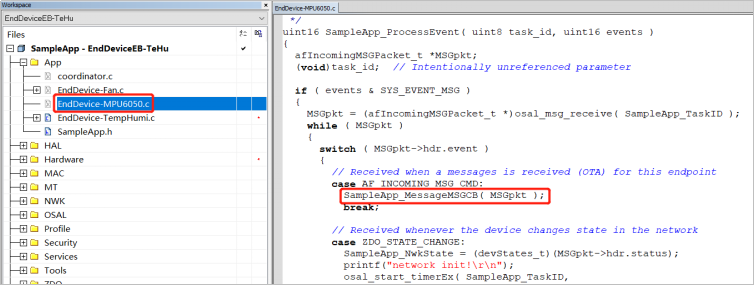 Workspace
EndDeviceEB-TeHu
Files
SampleApp - EndDeviceEB-TeHu
App
coordinator.c
EndDevice-Fan.c
EndDevice-MPU6050.c
EndDevice-TempHumi.c
SampleApp.h
HAL
Hardware
MAC
MT
NWK
OSAL
Profile
Security
Services
Tools
ZDO
EndDevice-MPU6050.c
*/
uint16 SampleApp_ProcessEvent( uint8 task_id, uint16 events )
{
afIncomingMSGPacket_t *MSGpkt;
(void)task_id;  // Intentionally unreferenced parameter
if ( events & SYS_EVENT_MSG )
{
MSGpkt = (afIncomingMSGPacket_t *)osal_msg_receive( SampleApp_TaskID );
while ( MSGpkt )
{
switch ( MSGpkt->hdr.event )
{
// Received when a messages is received (OTA) for this endpoint
case AF_INCOMING_MSG_CMD:
SampleApp_MessageMSGCB( MSGpkt );
break;
// Received whenever the device changes state in the network
case ZDO_STATE_CHANGE:
SampleApp_NwkState = (devStates_t)(MSGpkt->hdr.status);
printf("network init!\r\n");
osal_start_timerEx( SampleApp_TaskID,